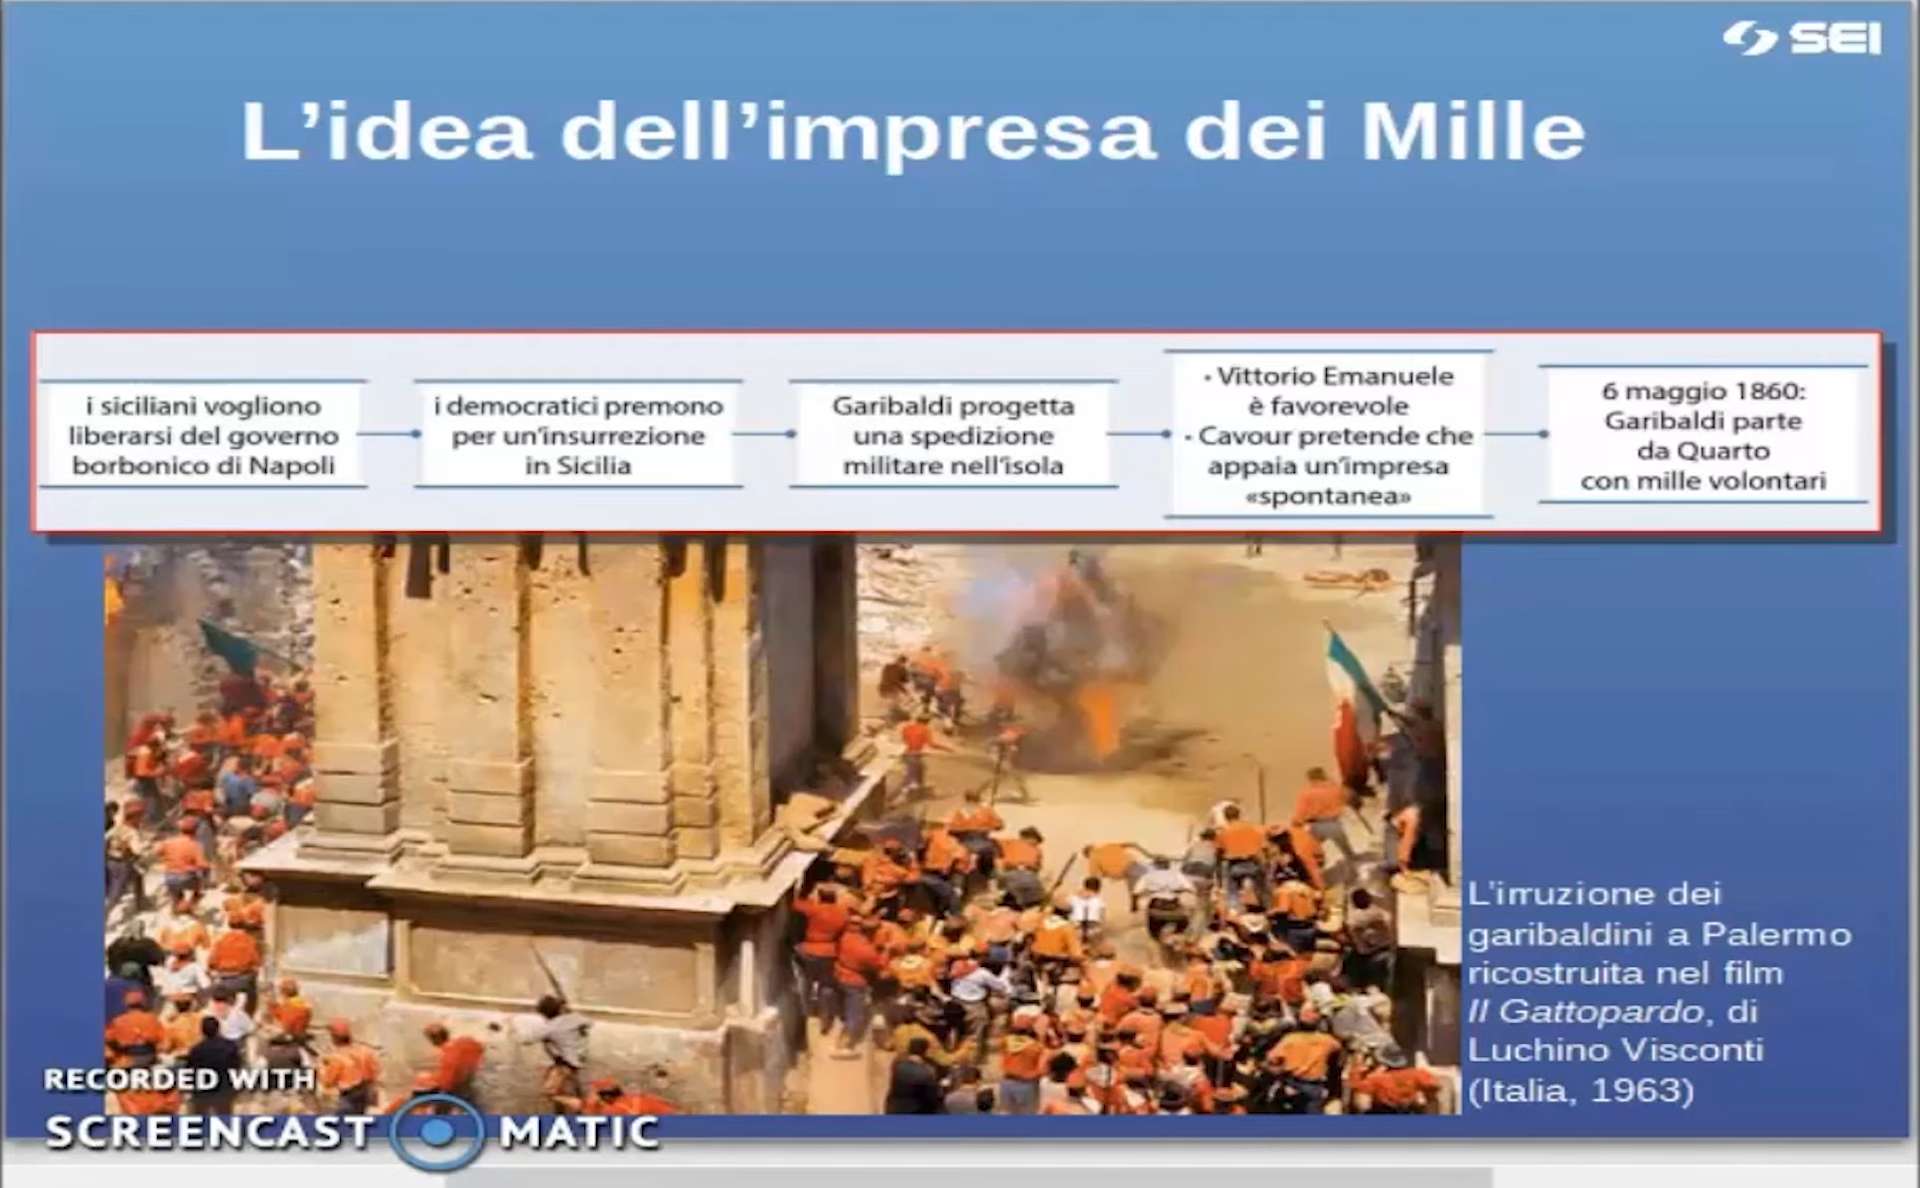 SEI
L’idea dell’impresa dei Mille
i siciliani vogliono
liberarsi del governo
borbonico di Napoli
i democratici premono
per un’insurrezione
in Sicilia
Garibaldi progetta
una spedizione
militare nell’isola
• Vittorio Emanuele
è favorevole
• Cavour pretende che
appaia un’impresa
«spontanea»
6 maggio 1860:
Garibaldi parte
da Quarto
con mille volontari
L’irruzione dei
garibaldini a Palermo
ricostruita nel film
Il Gattopardo, di
Luchino Visconti
(Italia, 1963)
RECORDED WITH
SCREENCAST MATIC